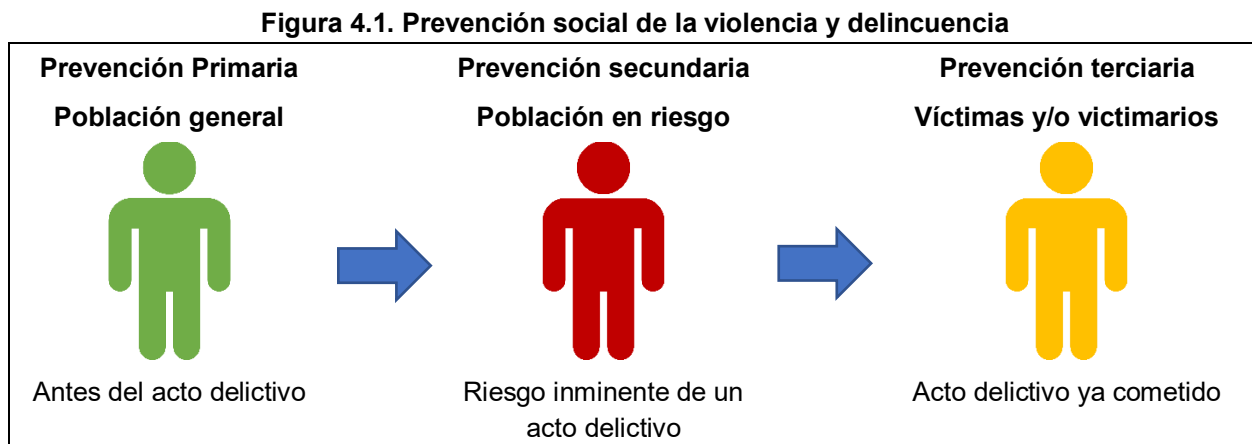 Figura 4.1. Prevención social de la violencia y delincuencia
Prevención Primaria
Población general
Antes del acto delictivo
Prevención secundaria
Población en riesgo
Riesgo inminente de un
acto delictivo
Prevención terciaria
Víctimas y/o victimarios
Acto delictivo ya cometido